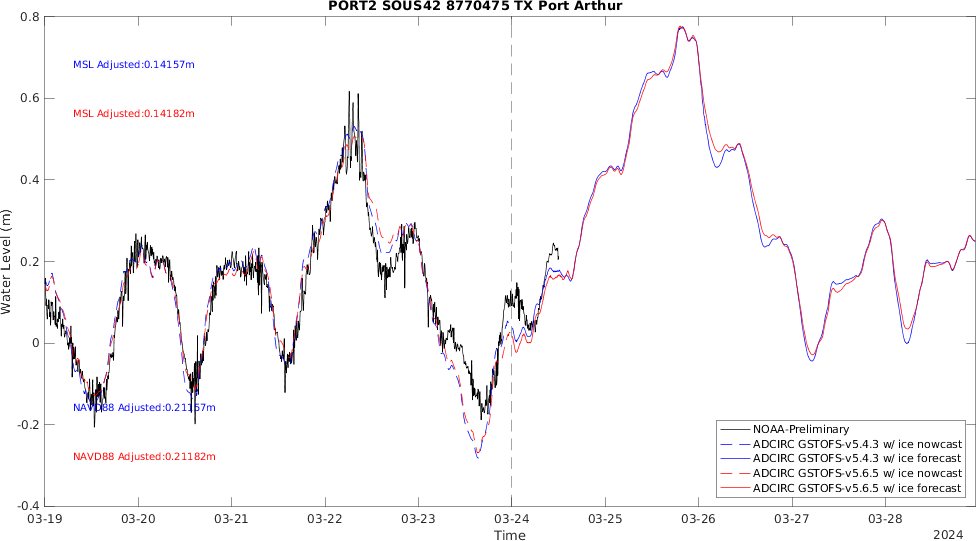 PORT2 SOUS42 8770475 TX Port Arthur
0.8
MSL Adjusted:0.14157m
0.6
MSL Adjusted:0.14182m
0.4
Water Level (m)
0.2
0
NAVD88 Adjusted:0.21157m
-0.2
NAVD88 Adjusted:0.21182m
NOAA-Preliminary
ADCIRC GSTOFS-v5.4.3 w/ ice nowcast
ADCIRC GSTOFS-v5.4.3 w/ ice forecast
ADCIRC GSTOFS-v5.6.5 w/ ice nowcast
ADCIRC GSTOFS-v5.6.5 w/ ice forecast
-0.4
03-19 03-20 03-21 03-22 03-23 03-24 03-25 03-26 03-27 03-28
Time
2024